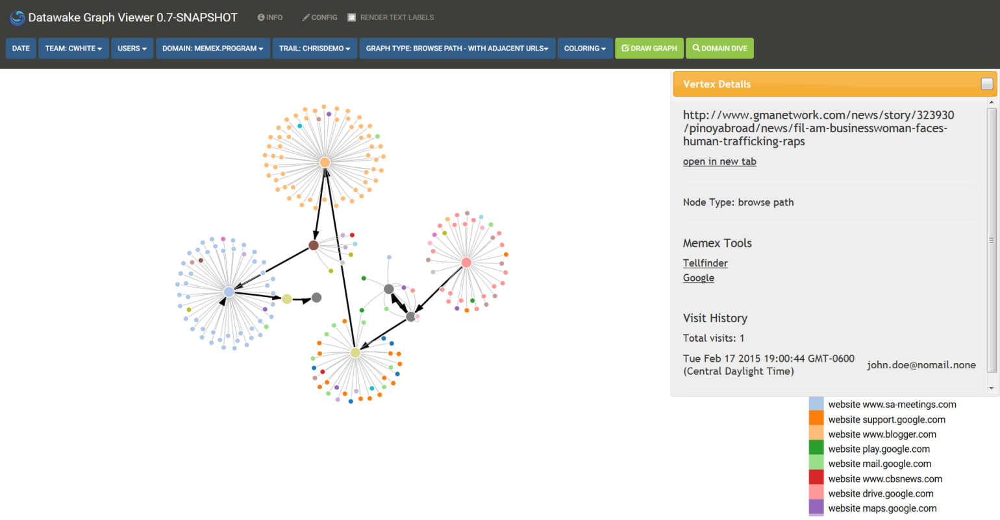 Datawake Graph Viewer 0.7-SNAPSHOT
INFO
CONFIG
RENDER TEXT LABELS
DATE
TEAM: CWHITE
USERS
DOMAIN: MEMEX.PROGRAM
TRAIL: CHRISDEMO
GRAPH TYPE: BROWSE PATH - WITH ADJACENT URLS
COLORING
DRAW GRAPH
DOMAIN DIVE
Vertex Details
http://www.gmanetwork.com/news/story/323930
/pinoyabroad/news/fil-am-businesswoman-faces-
human-trafficking-raps
open in new tab
Node Type: browse path
Memex Tools
Tellfinder
Google
Visit History
Total visits: 1
Tue Feb 17 2015 19:00:44 GMT-0600
(Central Daylight Time)
john.doe@nomail.none
website www.sa-meetings.com
website support.google.com
website www.blogger.com
website play.google.com
website mail.google.com
website www.cbsnews.com
website drive.google.com
website maps.google.com